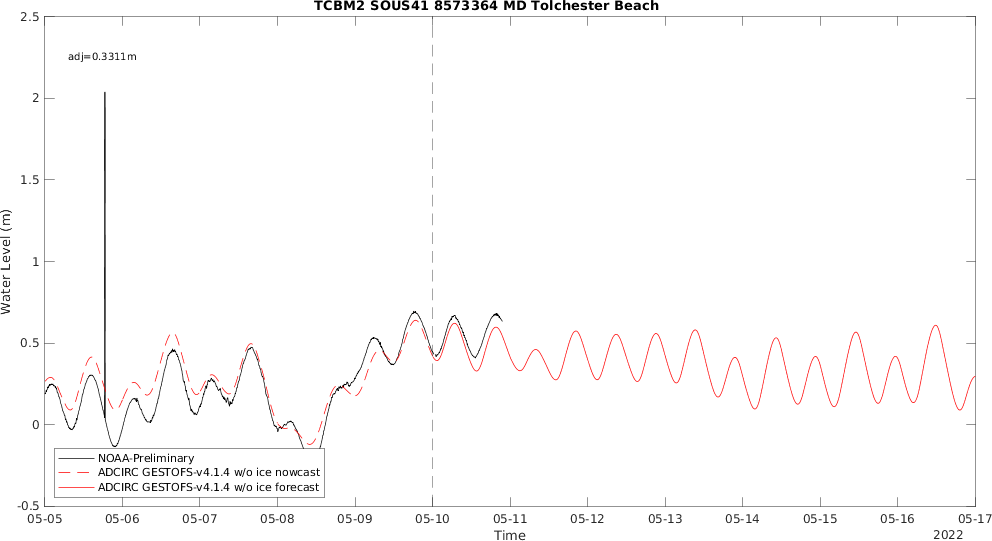 TCBM2 SOUS41 8573364 MD Tolchester Beach
adj=0.3311m
2.5
2
1.5
1
0.5
0
-0.5
Water Level (m)
NOAA-Preliminary
ADCIRC GESTOFS-v4.1.4 w/o ice nowcast
ADCIRC GESTOFS-v4.1.4 w/o ice forecast
05-05 05-06 05-07 05-08 05-09 05-10 05-11 05-12 05-13 05-14 05-15 05-16 05-17
Time
2022